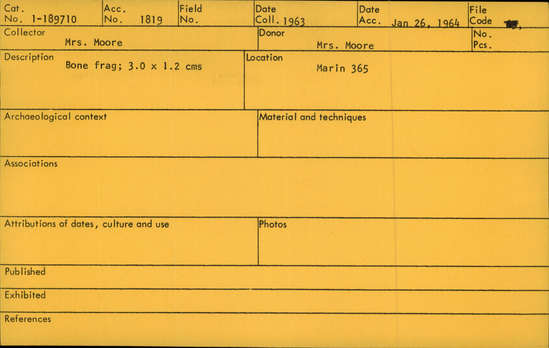 Cat. No. 1-189710 Acc. No. 1819 Field No. Date Coll. 1963 Date Acc. Jan 26, 1964 File Code
Collector Mrs. Moore Donor Mrs. Moore No. Pcs.
Description Bone frag; 3.0 x 1.2 cms Location Marin 365
Archaeological context Material and techniques
Associations
Attributions of dates, culture and use Photos
Published
Exhibited
References